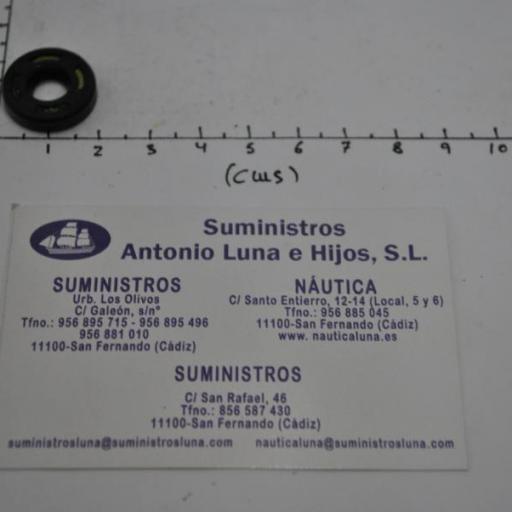 1 2 3 4 5 6 7 8 9 10
(cms)
Suministros
Antonio Luna e Hijos, S.L.
SUMINISTROS
Urb. Los Olivos
C/ Galeón, s/nº
Tfno.: 956 895 715 - 956 895 496
956 881 010
11100-San Fernando (Cádiz)
NÁUTICA
C/ Santo Entierro, 12-14 (Local, 5 y 6)
Tfno.: 956 885 045
11100-San Fernando (Cádiz)
www. nauticaluna.es
SUMINISTROS
C/ San Rafael, 46
Tfno.: 856 587 430
11100-San Fernando (Cádiz)
suministrosluna@suministrosluna.com nauticaluna@suministrosluna.com